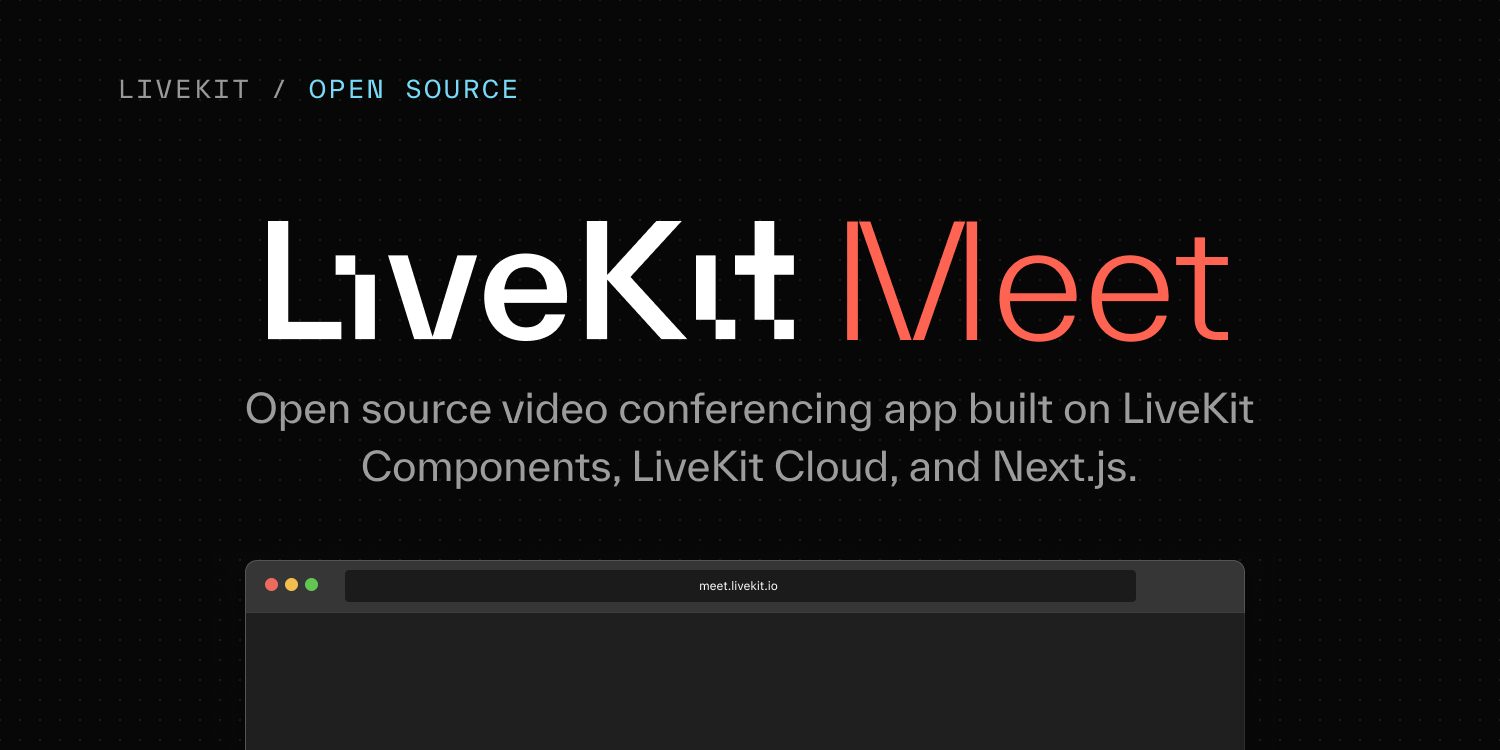 LIVEKIT / OPEN SOURCE
LiveKit Meet
Open source video conferencing app built on LiveKit
Components, LiveKit Cloud, and Next.js.
meet.livekit.io